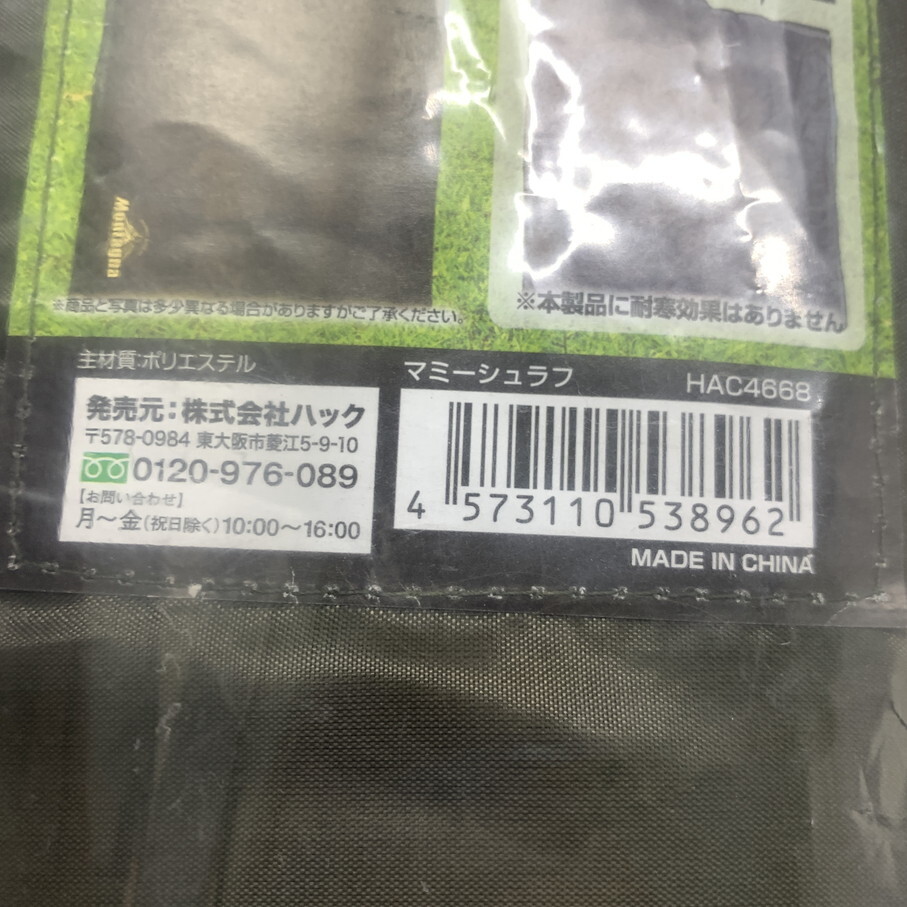 Montagna
※商品と写真は多少異なる場合がありますがご了承ください。
※本製品に耐寒効果はありません
主材質:ポリエステル
発売元:株式会社ハック
〒578-0984 東大阪市菱江5-9-10
0120-976-089
【お問い合わせ】
月～金(祝日除く)10:00～16:00
マミーシュラフ HAC4668
4 573110 538962
MADE IN CHINA